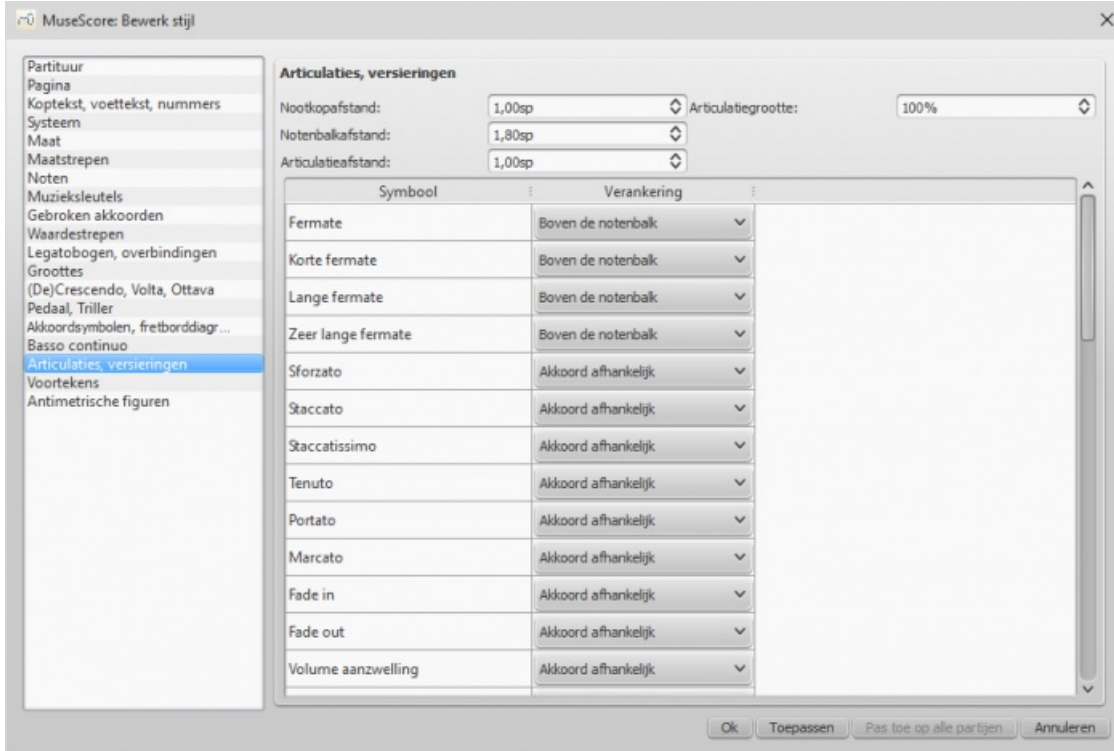 MuseScore: Bewerk stijl
Partituur
Pagina
Koptekst, voettekst, nummers
Systeem
Maat
Maatstrepen
Noten
Muzieksleutels
Gebroken akkoorden
Waardestrepen
Legatobogen, overbindingen
Groottes
(De)Crescendo, Volta, Ottava
Pedaal, Triller
Akkoordsymbolen, fretborddiagr...
Basso continuo
Articulaties, versieringen
Voortekens
Antimetrische figuren
Articulaties, versieringen
Nootkopafstand: 1,00sp Articulatiegrootte: 100%
Notenbalkafstand: 1,80sp
Articulatieafstand: 1,00sp
Symbool Verankering
Fermate Boven de notenbalk
Korte fermate Boven de notenbalk
Lange fermate Boven de notenbalk
Zeer lange fermate Boven de notenbalk
Sforzato Akkoord afhankelijk
Staccato Akkoord afhankelijk
Staccatissimo Akkoord afhankelijk
Tenuto Akkoord afhankelijk
Portato Akkoord afhankelijk
Marcato Akkoord afhankelijk
Fade in Akkoord afhankelijk
Fade out Akkoord afhankelijk
Volume aanzwelling Akkoord afhankelijk
Ok Toepassen Pas toe op alle partijen Annuleren